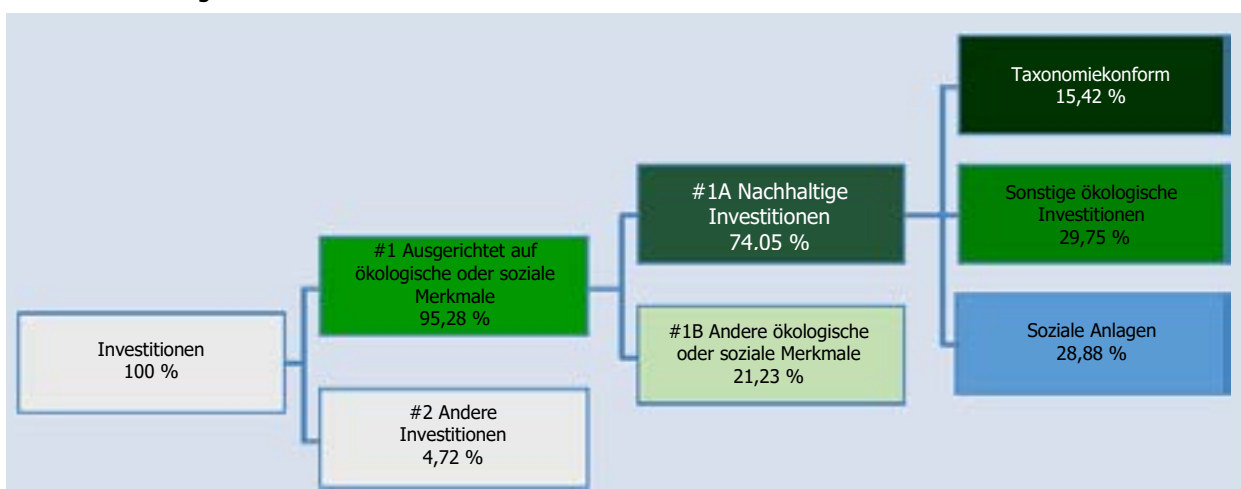 Investitionen
100 %
#1 Ausgerichtet auf
ökologische oder soziale
Merkmale
95,28 %
#2 Andere
Investitionen
4,72 %
#1A Nachhaltige
Investitionen
74.05 %
#1B Andere ökologische
oder soziale Merkmale
21,23 %
Taxonomiekonform
15,42 %
Sonstige ökologische
Investitionen
29,75 %
Soziale Anlagen
28,88 %